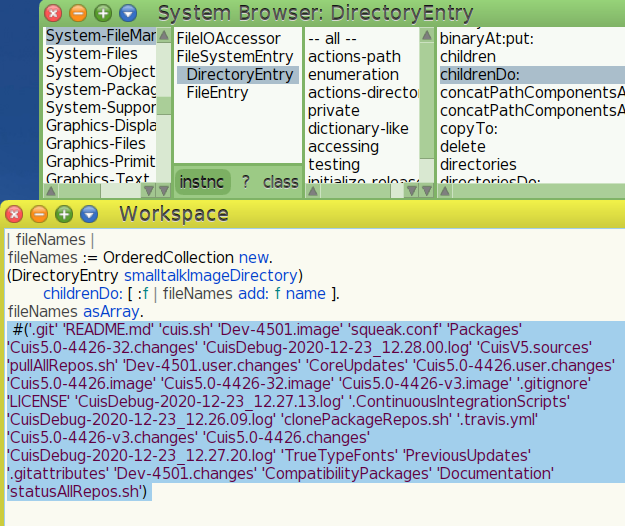 System Browser: DirectoryEntry
System-FileMan
System-Files
System-Object
System-Packag
System-Suppor
Graphics-Displa
Graphics-Files
Graphics-Primit
Graphics-Text
FileIOAccessor
FileSystemEntry
DirectoryEntry
FileEntry
instnc ? class
-- all --
actions-path
enumeration
actions-director
private
dictionary-like
accessing
testing
initialize-release
binaryAt:put:
children
childrenDo:
concatPathComponentsA
concatPathComponentsA
copyTo:
delete
directories
directoriesDo:
Workspace
| fileNames |
fileNames := OrderedCollection new.
(DirectoryEntry smalltalkImageDirectory)
childrenDo: [ :f | fileNames add: f name ].
fileNames asArray.
#('.git' 'README.md' 'cuis.sh' 'Dev-4501.image' 'squeak.conf' 'Packages'
'Cuis5.0-4426-32.changes' 'CuisDebug-2020-12-23_12.28.00.log' 'CuisV5.sources'
'pullAllRepos.sh' 'Dev-4501.user.changes' 'CoreUpdates' 'Cuis5.0-4426.user.changes'
'Cuis5.0-4426.image' 'Cuis5.0-4426-32.image' 'Cuis5.0-4426-v3.image' '.gitignore'
'LICENSE' 'CuisDebug-2020-12-23_12.27.13.log' '.ContinuousIntegrationScripts'
'CuisDebug-2020-12-23_12.26.09.log' 'clonePackageRepos.sh' '.travis.yml'
'Cuis5.0-4426-v3.changes' 'Cuis5.0-4426.changes'
'CuisDebug-2020-12-23_12.27.20.log' 'TrueTypeFonts' 'PreviousUpdates'
'.gitattributes' 'Dev-4501.changes' 'CompatibilityPackages' 'Documentation'
'statusAllRepos.sh')